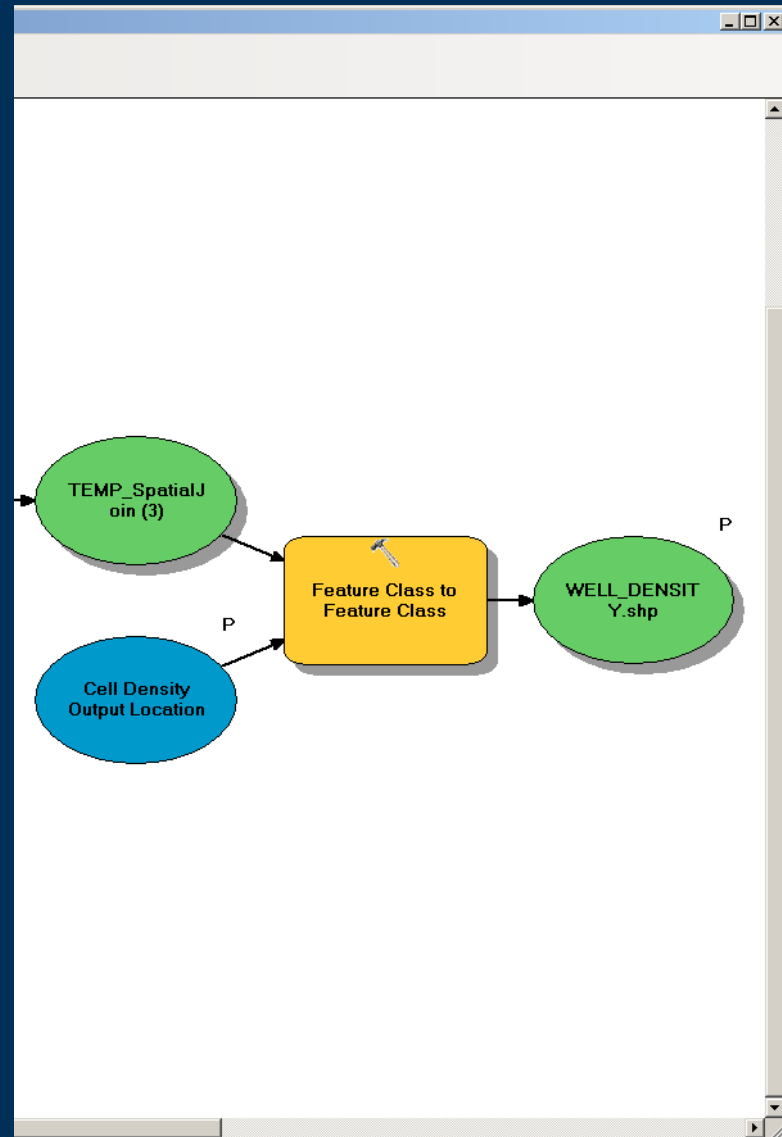 TEMP_SpatialJ
oin (3)
P
P
Feature Class to
Feature Class
WELL_DENSIT
Y.shp
Cell Density
Output Location